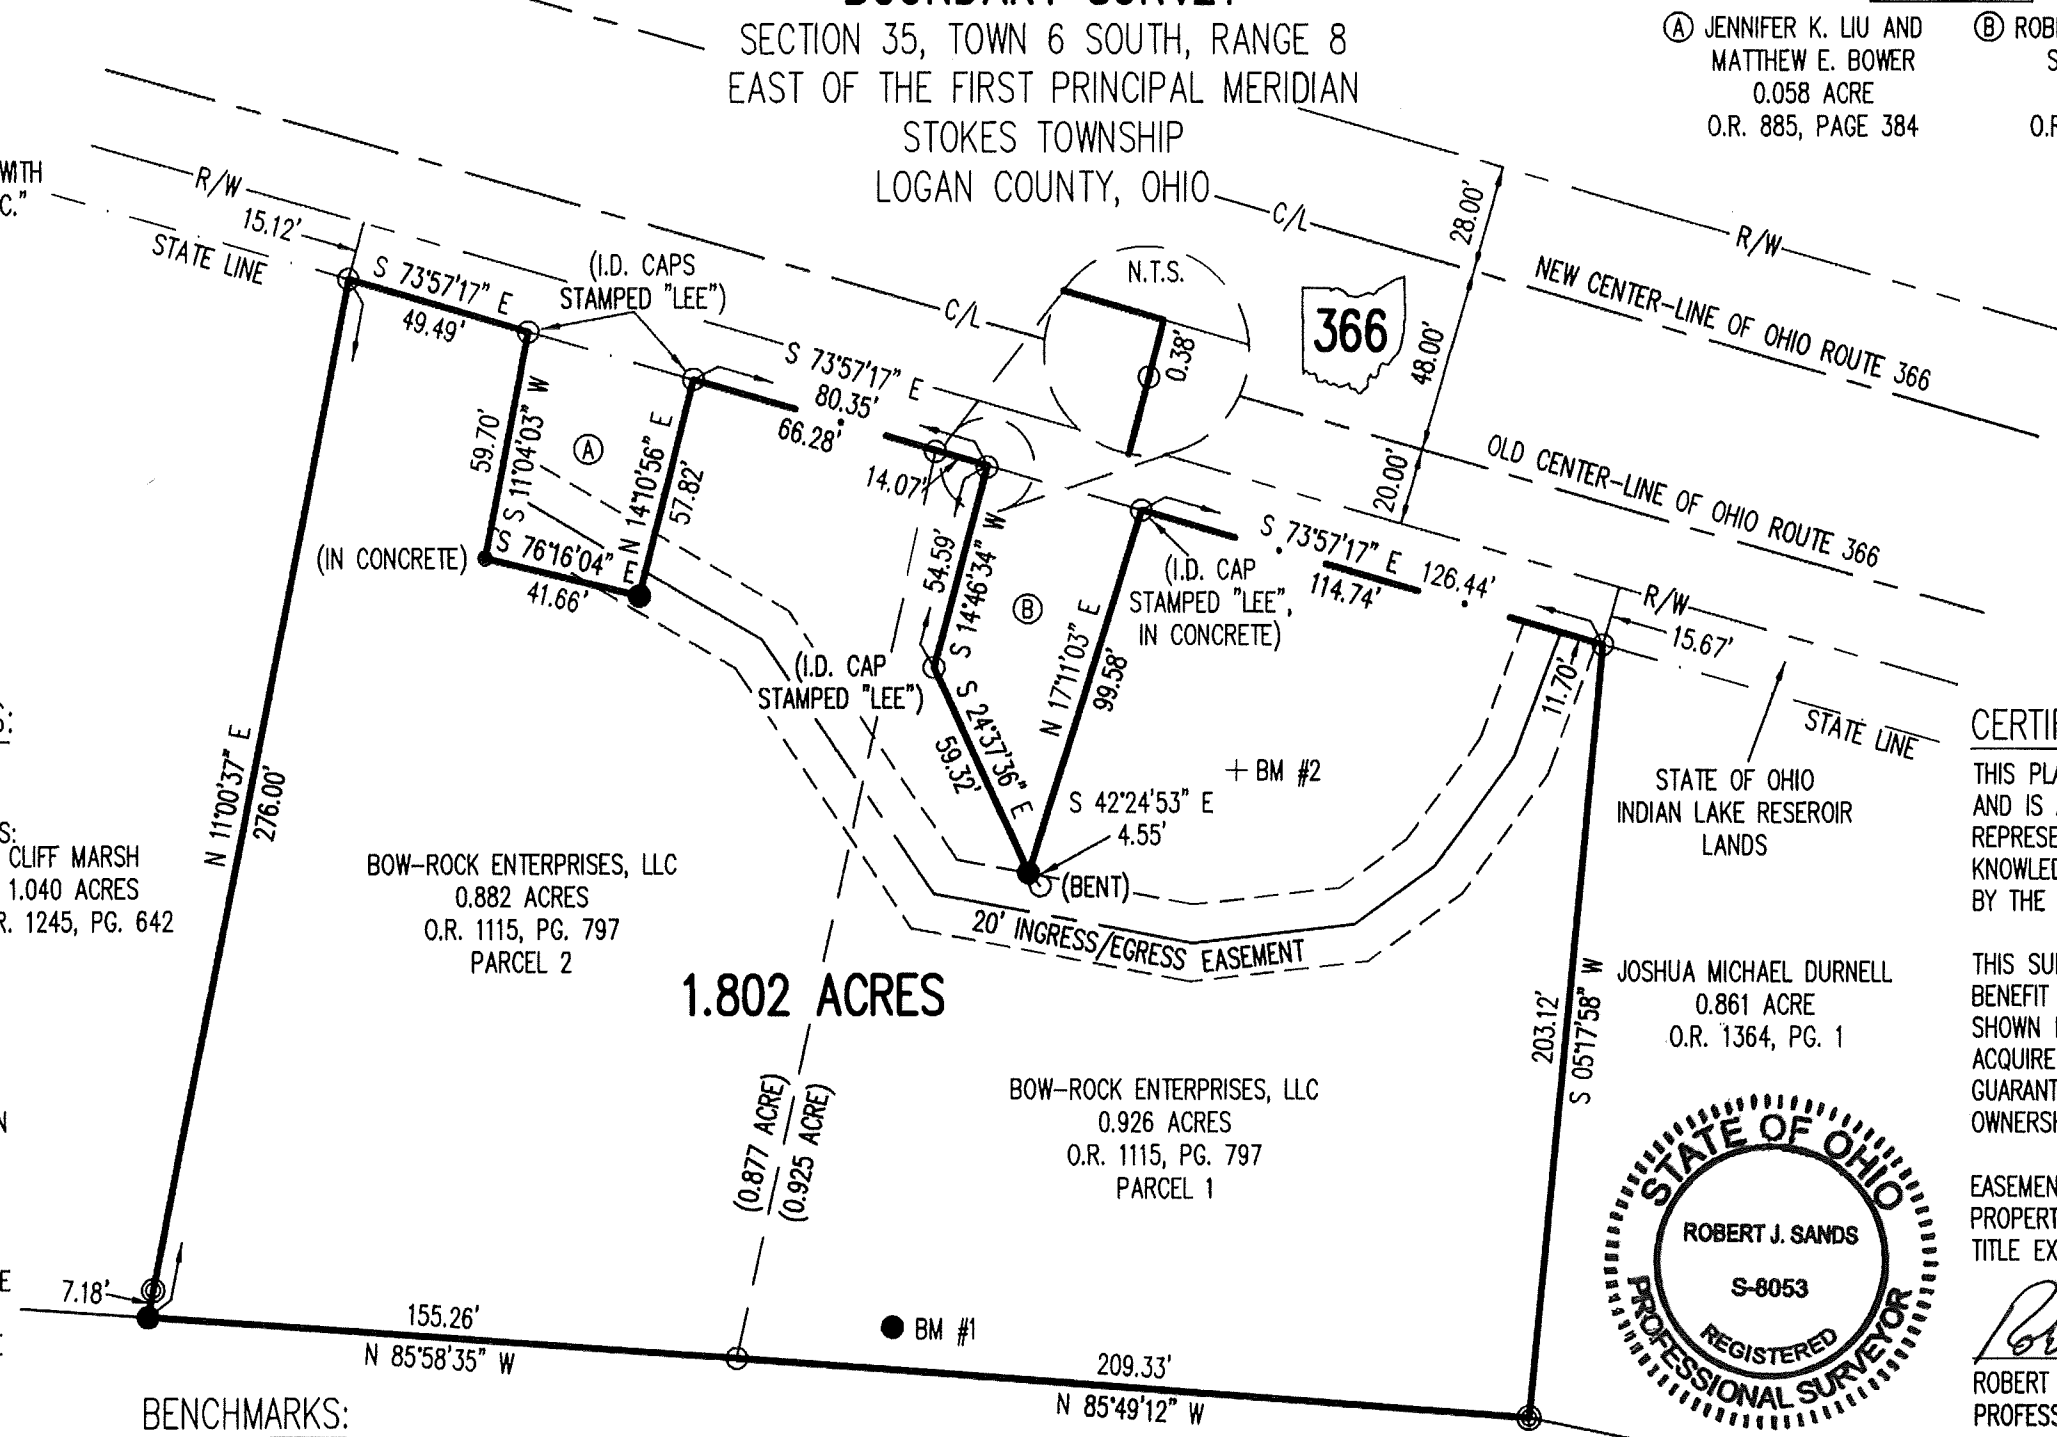 SECTION 35, TOWN 6 SOUTH, RANGE 8
EAST OF THE FIRST PRINCIPAL MERIDIAN
STOKES TOWNSHIP
LOGAN COUNTY, OHIO
Ⓐ JENNIFER K. LIU AND
MATTHEW E. BOWER
0.058 ACRE
O.R. 885, PAGE 384
Ⓑ
WITH
C."
R/W
15.12'
STATE LINE
S 73°57'17" E
49.49'
(I.D. CAPS
STAMPED "LEE")
C/L
N.T.S.
0.38'
C/L
28.00'
R/W
366
48.00'
NEW CENTER-LINE OF OHIO ROUTE 366
S 73°57'17" E
80.35'
66.28'
14.07'
20.00'
OLD CENTER-LINE OF OHIO ROUTE 366
59.70'
S 11°04'03" W
Ⓐ
N 14°10'56" E
57.82'
(IN CONCRETE)
S 76°16'04" E
41.66'
54.59'
S 14°46'34" W
Ⓑ
(I.D. CAP
STAMPED "LEE",
IN CONCRETE)
S 73°57'17" E
126.44'
114.74'
R/W
15.67'
11.70'
STATE LINE
(I.D. CAP
STAMPED "LEE")
S 24°37'36" E
59.32'
N 17°11'03" E
99.58'
BM #2
S 42°24'53" E
4.55'
(BENT)
20' INGRESS/EGRESS EASEMENT
STATE OF OHIO
INDIAN LAKE RESEROIR
LANDS
N 11°00'37" E
276.00'
S:
CLIFF MARSH
1.040 ACRES
R. 1245, PG. 642
BOW-ROCK ENTERPRISES, LLC
0.882 ACRES
O.R. 1115, PG. 797
PARCEL 2
1.802 ACRES
(0.877 ACRE)
(0.925 ACRE)
BOW-ROCK ENTERPRISES, LLC
0.926 ACRES
O.R. 1115, PG. 797
PARCEL 1
203.12'
S 05°17'58" W
JOSHUA MICHAEL DURNELL
0.861 ACRE
O.R. 1364, PG. 1
THIS
AND IS
BY THE
THIS
BENEFIT
SHOWN
TITLE
STATE OF OHIO
ROBERT J. SANDS
S-8053
REGISTERED
PROFESSIONAL SURVEYOR
ROBERT
7.18'
155.26'
N 85°58'35" W
BM #1
209.33'
N 85°49'12" W
BENCHMARKS: